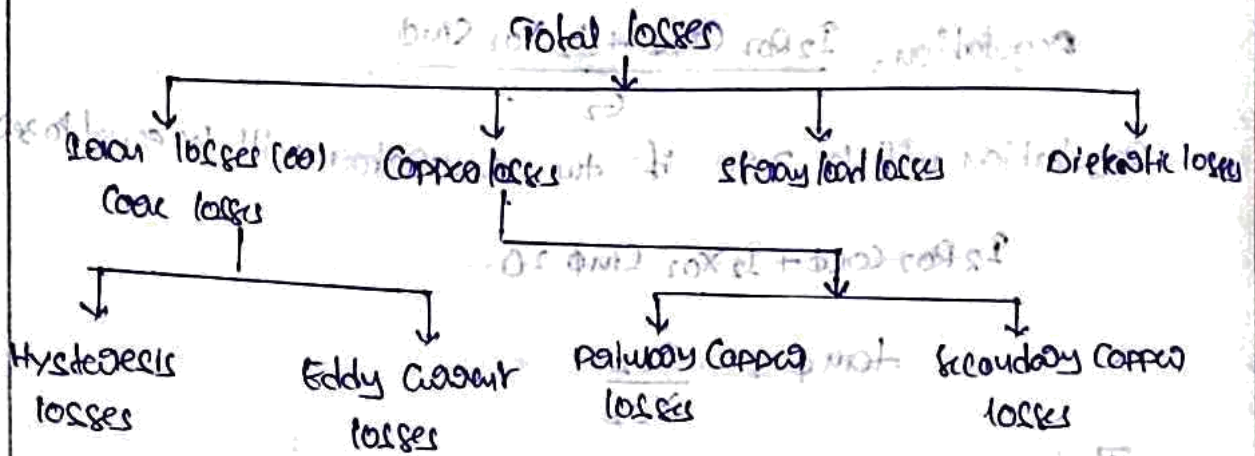 Total losses
Iron losses (or)
Core losses
Copper losses
Stray load losses
Dielectric losses
Hysteresis
losses
Eddy Current
losses
Primary Copper
losses
Secondary Copper
losses